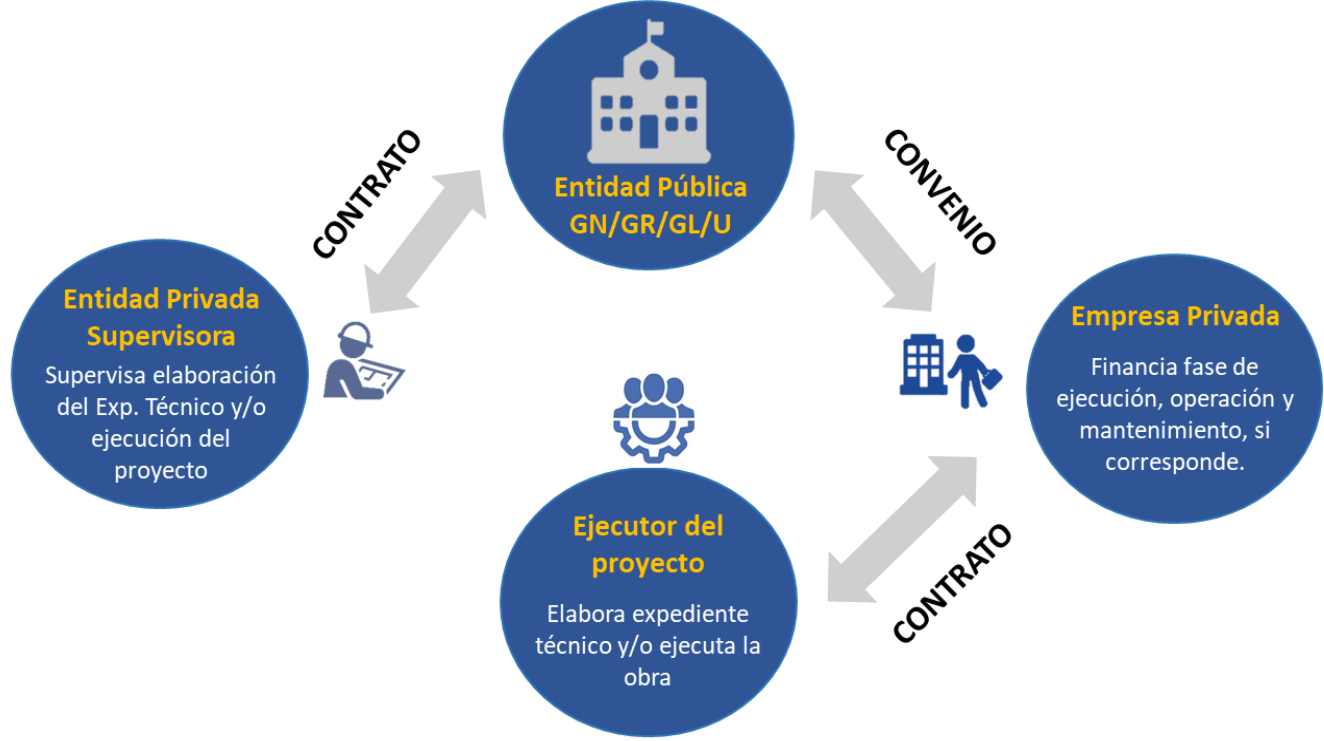 Entidad Pública
GN/GR/GL/U
CONTRATO
CONVENIO
Entidad Privada
Supervisora
Supervisa elaboración
del Exp. Técnico y/o
ejecución del
proyecto
Empresa Privada
Financia fase de
ejecución, operación y
mantenimiento, si
corresponde.
Ejecutor del
proyecto
Elabora expediente
técnico y/o ejecuta la
obra
CONTRATO